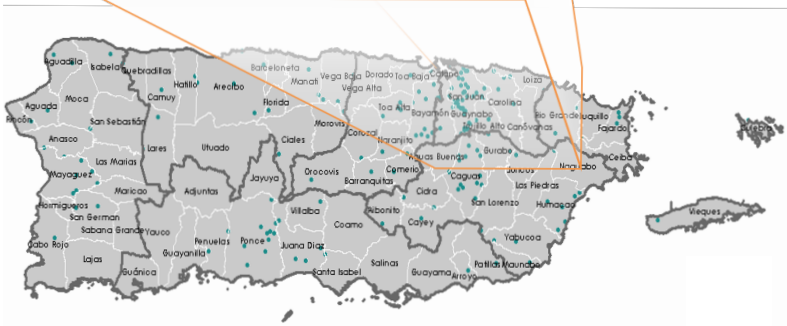 Aguadilla
Isabela
Quebradillas
Camuy
Hatillo
Arecibo
Barceloneta
Manati
Vega Baja
Vega Alta
Dorado
Toa Baja
Cataño
San Juan
Loiza
Carolina
Aguada
Moca
Rincón
San Sebastián
Florida
Toa Alta
Bayamón
Guaynabo
Trujillo Alto
Canóvanas
Rio Grande
Luquillo
Fajardo
Culebra
Anasco
Lares
Utuado
Ciales
Morovis
Corozal
Naranjito
Aguas Buenas
Gurabo
Ceiba
Las Marias
Mayaguez
Maricao
Adjuntas
Jayuya
Orocovis
Barranquitas
Comerio
Cidra
Caguas
Juncos
Naguabo
Las Piedras
Hormigueros
San German
Villalba
Aibonito
Cayey
San Lorenzo
Humacao
Vieques
Cabo Rojo
Sabana Grande
Yauco
Guayanilla
Penuelas
Ponce
Juana Diaz
Coamo
Yabucoa
Lajas
Guánica
Santa Isabel
Salinas
Guayama
Arroyo
Patillas
Maunabo